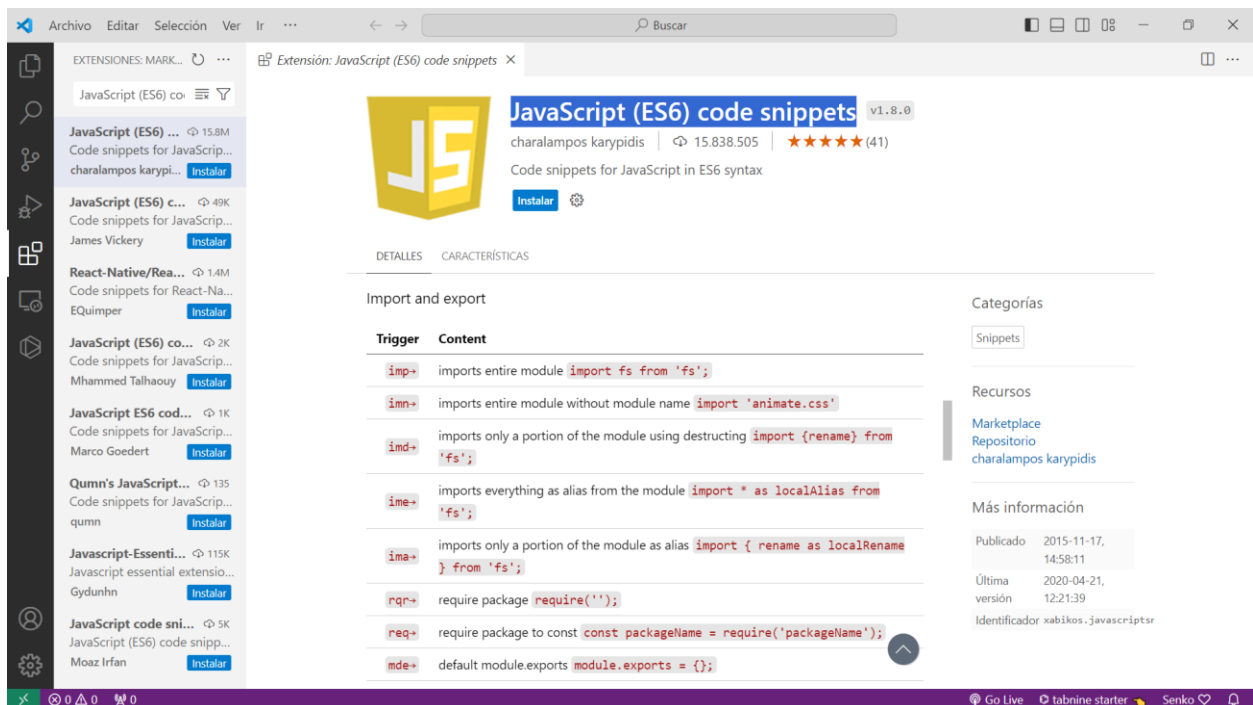 Archivo Editar Selección Ver Ir ···
Buscar
EXTENSIONES: MARK...
Extensión: JavaScript (ES6) code snippets
JavaScript (ES6) co
JavaScript (ES6) ... 15.8M
Code snippets for JavaScrip...
charalampos karypi... Instalar
JavaScript (ES6) c... 49K
Code snippets for JavaScrip...
James Vickery Instalar
React-Native/Rea... 1.4M
Code snippets for React-Na...
EQuimper Instalar
JavaScript (ES6) co... 2K
Code snippets for JavaScrip...
Mhammed Talhaouy Instalar
JavaScript ES6 cod... 1K
Code snippets for JavaScrip...
Marco Goedert Instalar
Qumn's JavaScript... 135
Code snippets for JavaScrip...
qumn Instalar
Javascript-Essenti... 115K
Javascript essential extensio...
Gydunhn Instalar
JavaScript code sni... 5K
JavaScript (ES6) code snipp...
Moaz Irfan Instalar
JS
JavaScript (ES6) code snippets v1.8.0
charalampos karypidis 15.838.505 ★★★★★(41)
Code snippets for JavaScript in ES6 syntax
Instalar
DETALLES CARACTERÍSTICAS
Import and export
Trigger Content
imp→ imports entire module import fs from 'fs';
imn→ imports entire module without module name import 'animate.css'
imd→ imports only a portion of the module using destructing import {rename} from
'fs';
ime→ imports everything as alias from the module import * as localAlias from
'fs';
ima→ imports only a portion of the module as alias import { rename as localRename
} from 'fs';
rqr→ require package require('');
req→ require package to const const packageName = require('packageName');
mde→ default module.exports module.exports = {};
Categorías
Snippets
Recursos
Marketplace
Repositorio
charalampos karypidis
Más información
Publicado 2015-11-17,
14:58:11
Última 2020-04-21,
versión 12:21:39
Identificador xabikos.javascriptsr
0 0 0
Go Live tabnine starter Senko